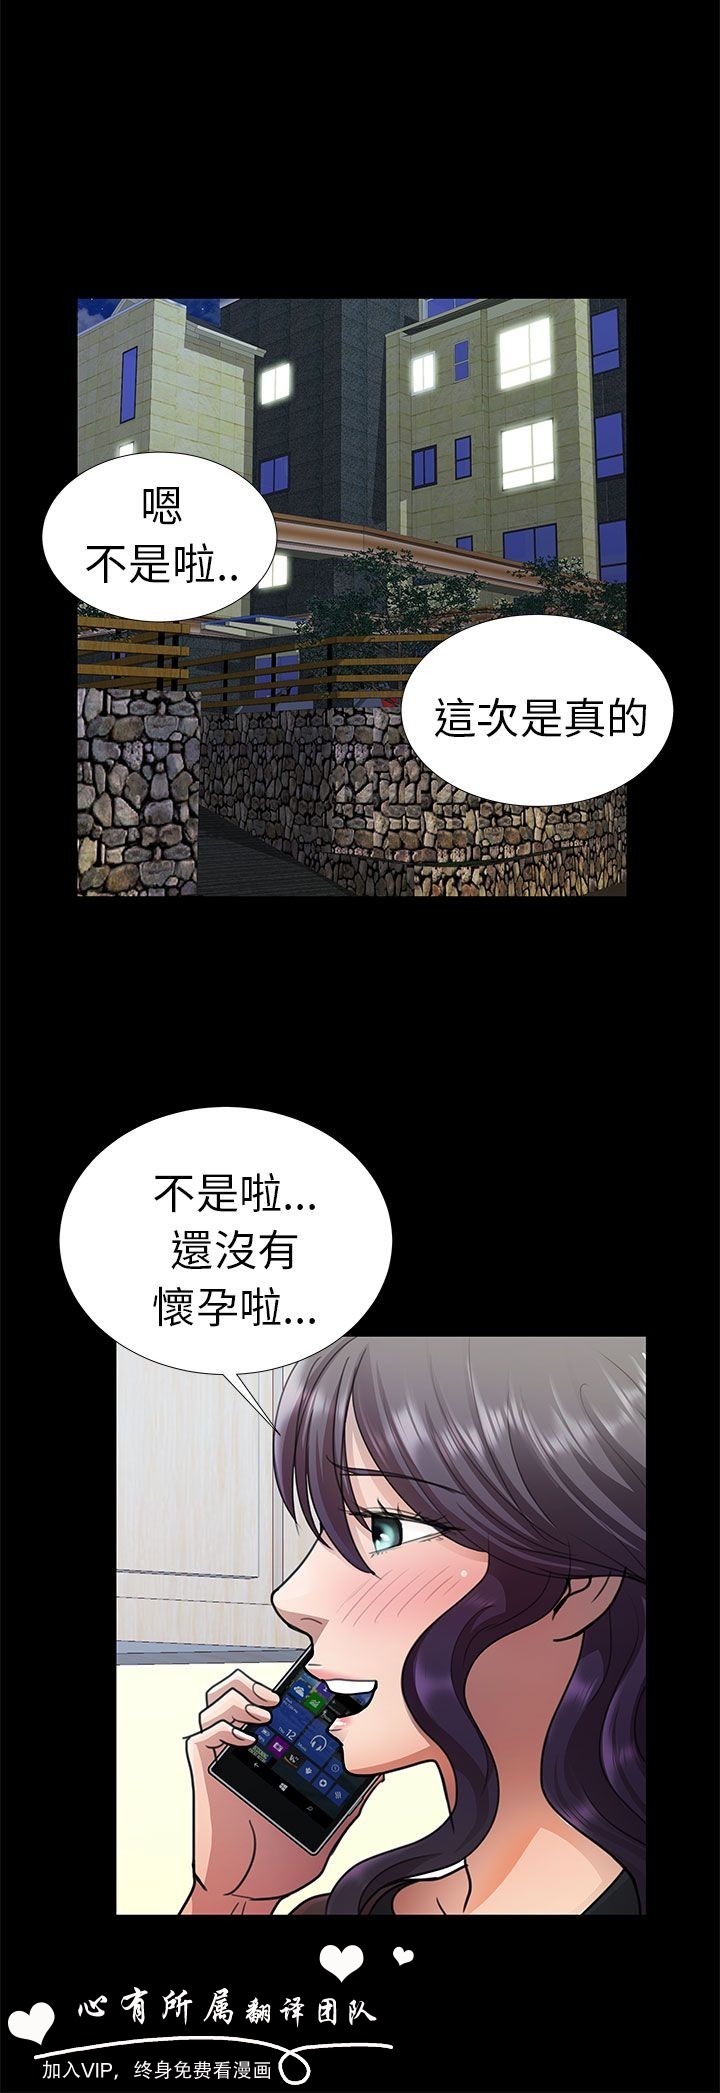 嗯
不是啦..
這次是真的
不是啦...
還沒有
懷孕啦...
心有所属翻译团队
加入VIP，终身免费看漫画